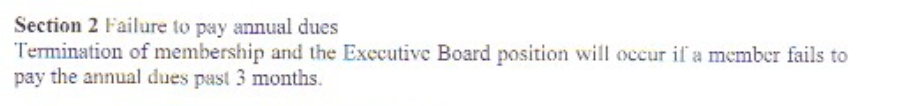 Section 2 Failure to pay annual dues
Termination of membership and the Executive Board position will occur if a member fails to
pay the annual dues past 3 months.